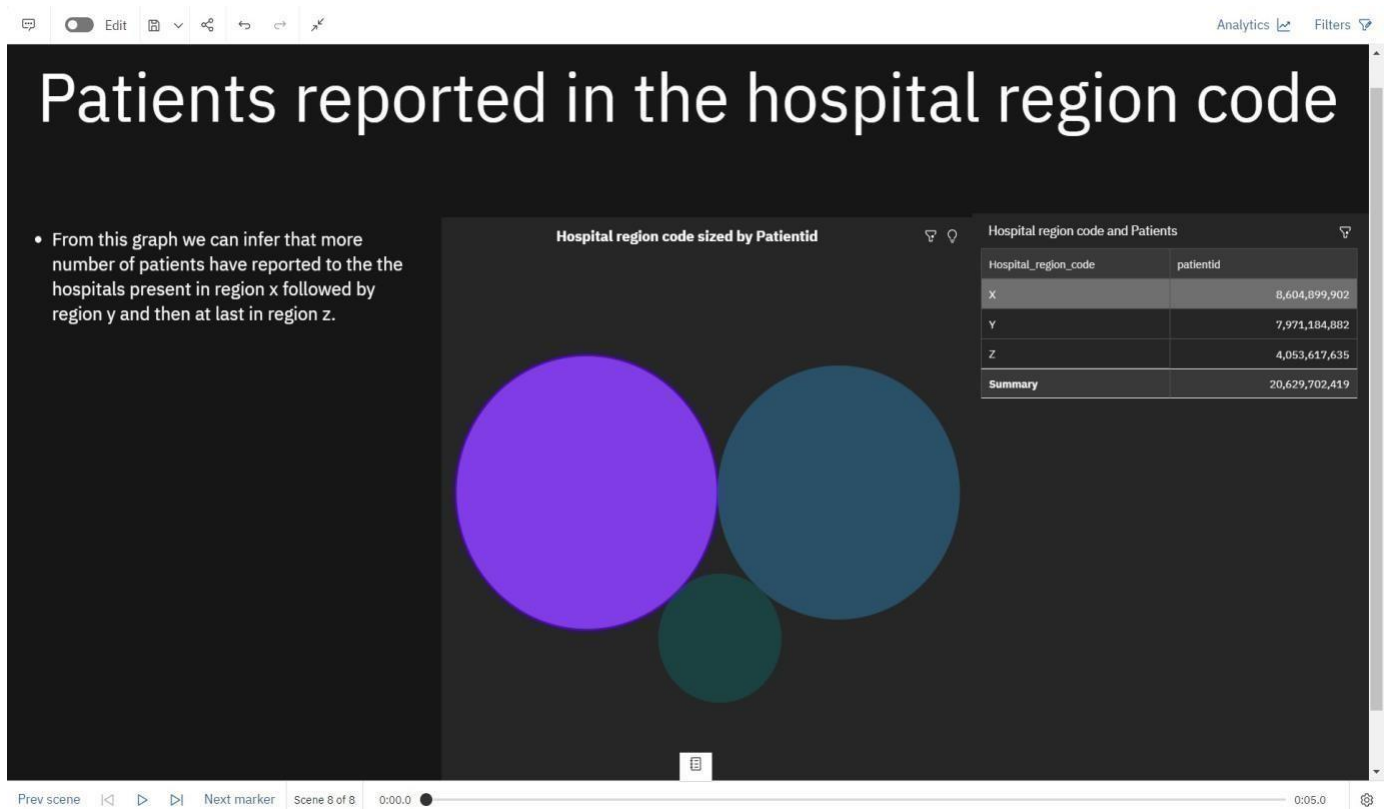 Edit
Analytics
Filters
Patients reported in the hospital region code
• From this graph we can infer that more
number of patients have reported to the the
hospitals present in region x followed by
region y and then at last in region z.
Hospital region code sized by Patientid
Hospital region code and Patients
Hospital_region_code patientid
X 8,604,899,902
Y 7,971,184,882
Z 4,053,617,635
Summary 20,629,702,419
Prev scene Next marker Scene 8 of 8 0:00.0 0:05.0